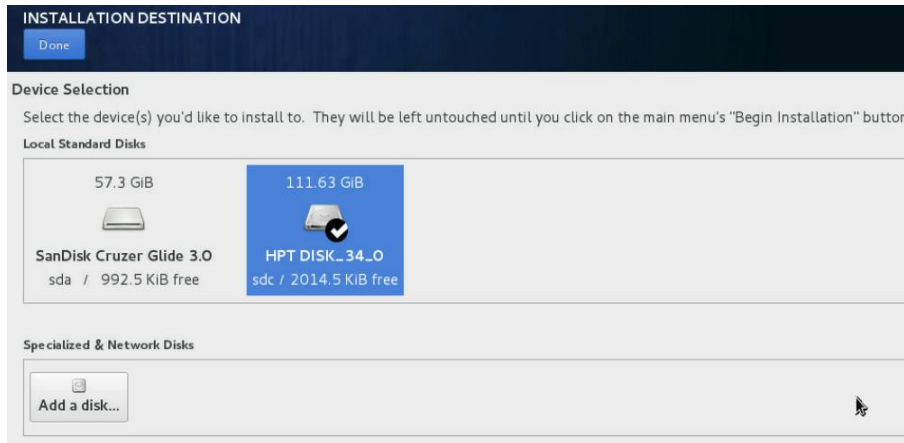 INSTALLATION DESTINATION
Done
Device Selection
Select the device(s) you'd like to install to. They will be left untouched until you click on the main menu's "Begin Installation" button
Local Standard Disks
57.3 GiB
SanDisk Cruzer Glide 3.0
sda / 992.5 KiB free
111.63 GiB
HPT DISK_34_0
sdc / 2014.5 KiB free
Specialized & Network Disks
Add a disk...